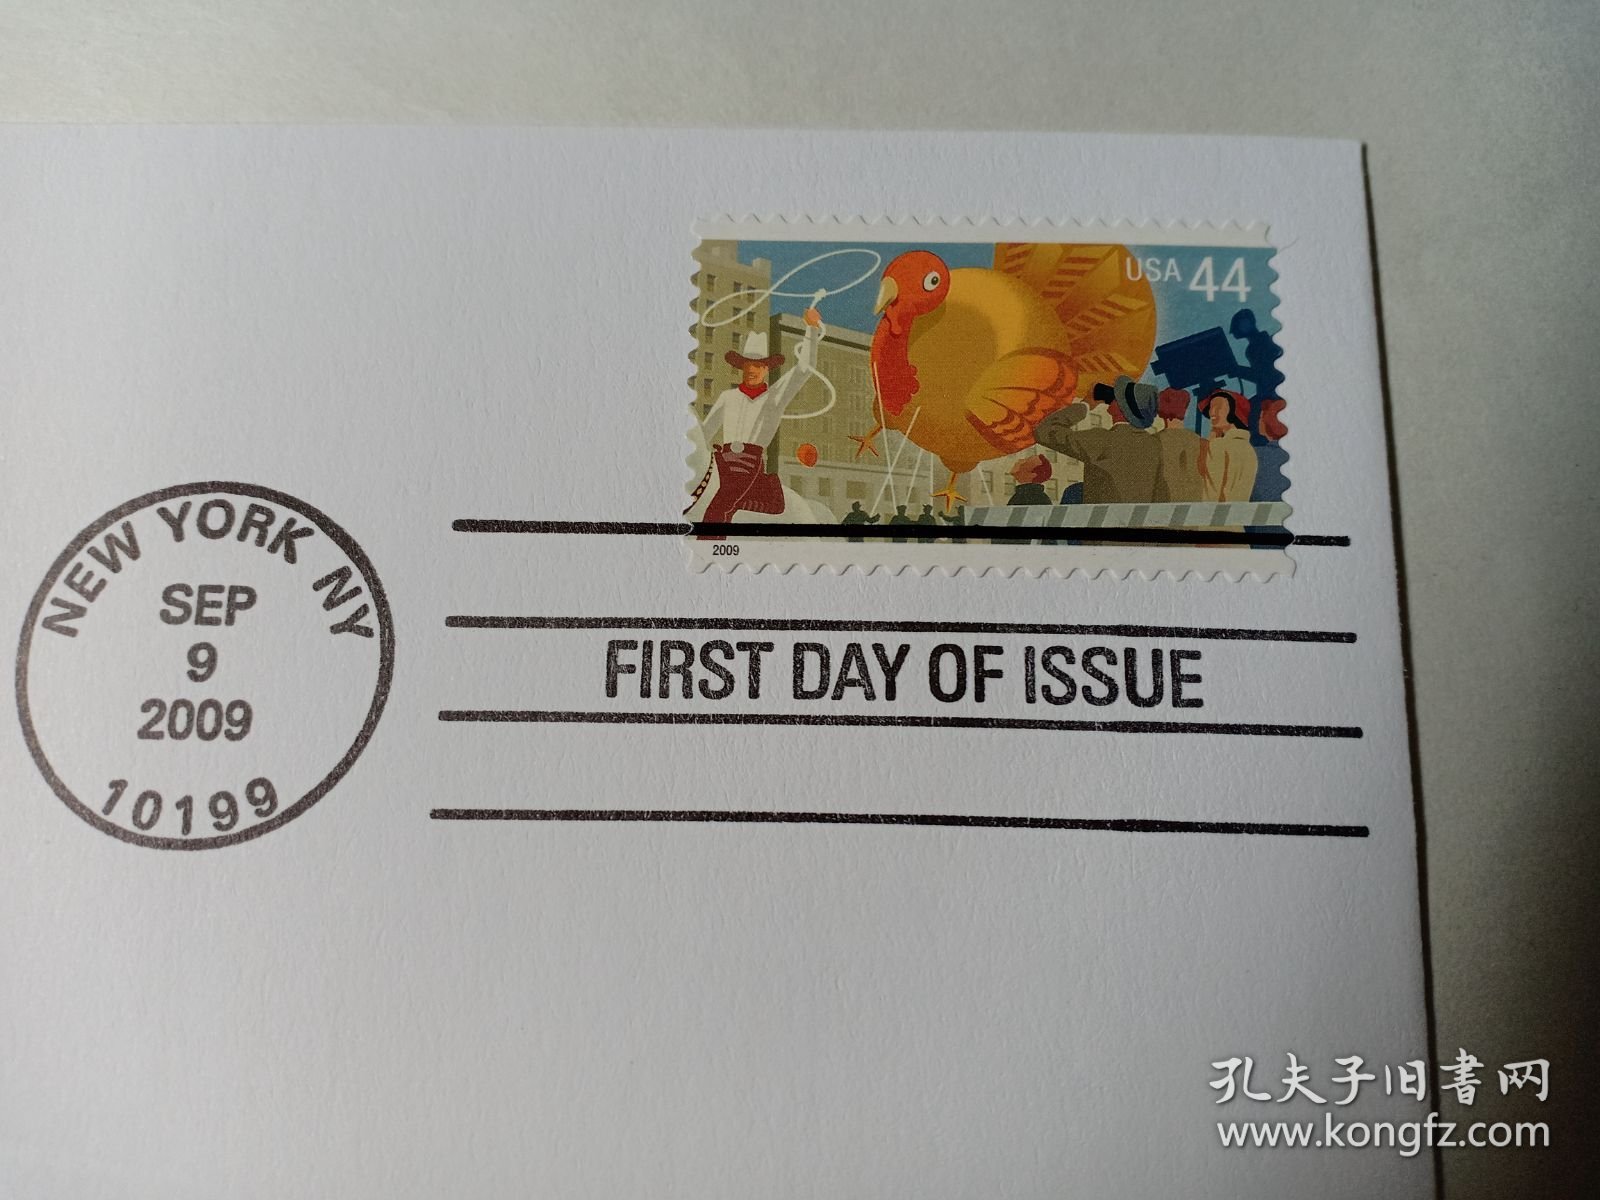 USA 44
2009
NEW YORK NY
SEP
9
2009
10199
FIRST DAY OF ISSUE
孔夫子旧书网
www.kongfz.com